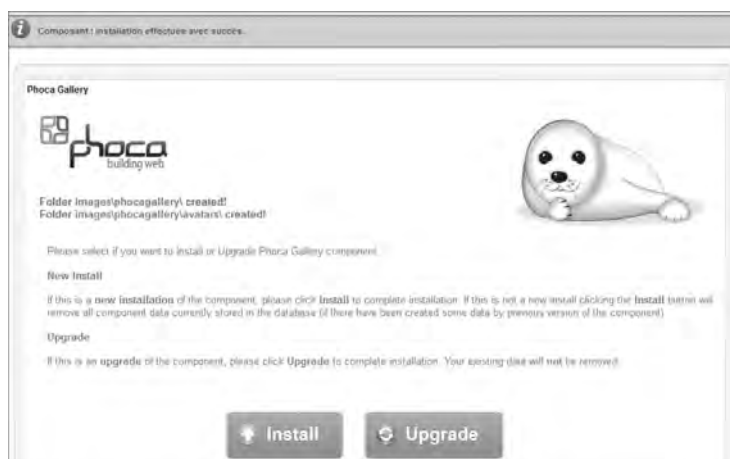 Composant : installation effectuée avec succès.
Phoca Gallery
phoca
building web
Folder images\phocagallery\ created!
Folder images\phocagallery\avatars\ created!
Please select if you want to Install or Upgrade Phoca Gallery component
New Install
If this is a new installation of the component, please click Install to complete installation. If this is not a new install clicking the Install button will
remove all component data currently stored in the database (if there have been created some data by previous version of the component)
Upgrade
If this is an upgrade of the component, please click Upgrade to complete installation. Your existing data will not be removed.
Install
Upgrade